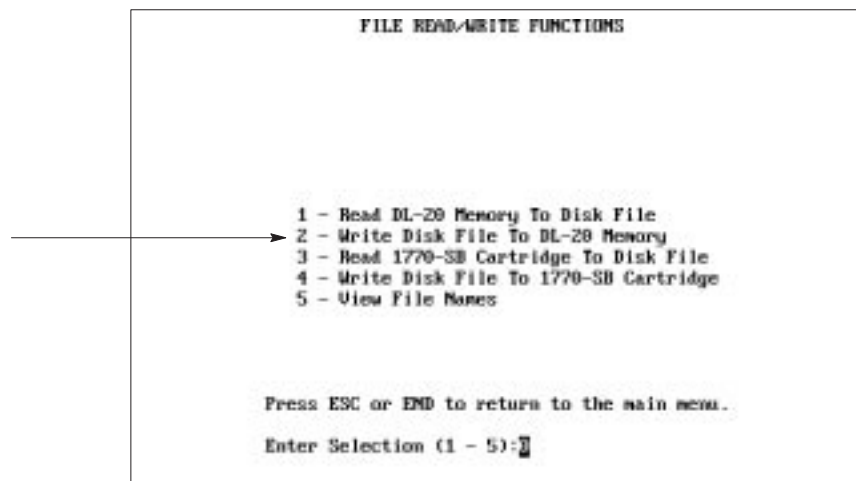 FILE READ/WRITE FUNCTIONS
1 - Read DL-20 Memory To Disk File
2 - Write Disk File To DL-20 Memory
3 - Read 1770-SB Cartridge To Disk File
4 - Write Disk File To 1770-SB Cartridge
5 - View File Names
Press ESC or END to return to the main menu.
Enter Selection (1 - 5):